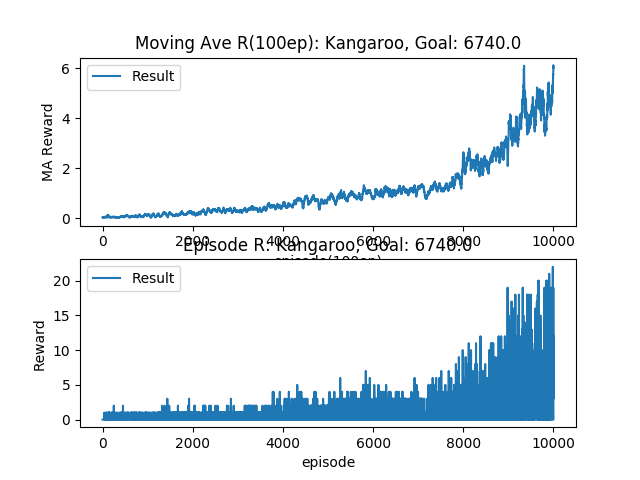 Moving Ave R(100ep): Kangaroo, Goal: 6740.0
Result
MA Reward
6
4
2
0
0 2000 4000 6000 8000 10000
episode(100ep)
Episode R: Kangaroo, Goal: 6740.0
Result
Reward
20
15
10
5
0
0 2000 4000 6000 8000 10000
episode